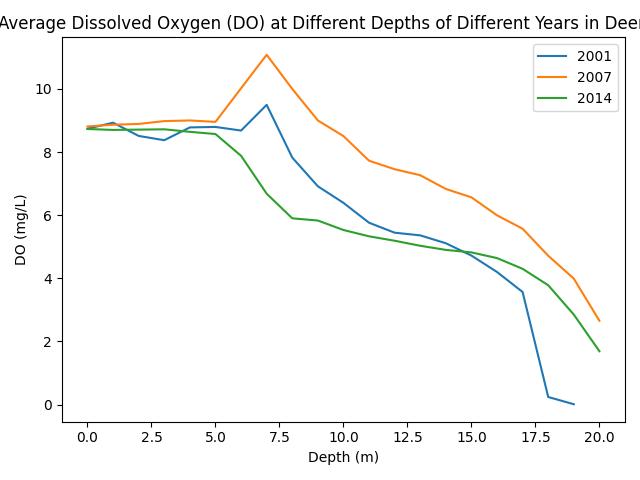 Average Dissolved Oxygen (DO) at Different Depths of Different Years in Deer
2001
2007
2014
DO (mg/L)
10
8
6
4
2
0
0.0 2.5 5.0 7.5 10.0 12.5 15.0 17.5 20.0
Depth (m)